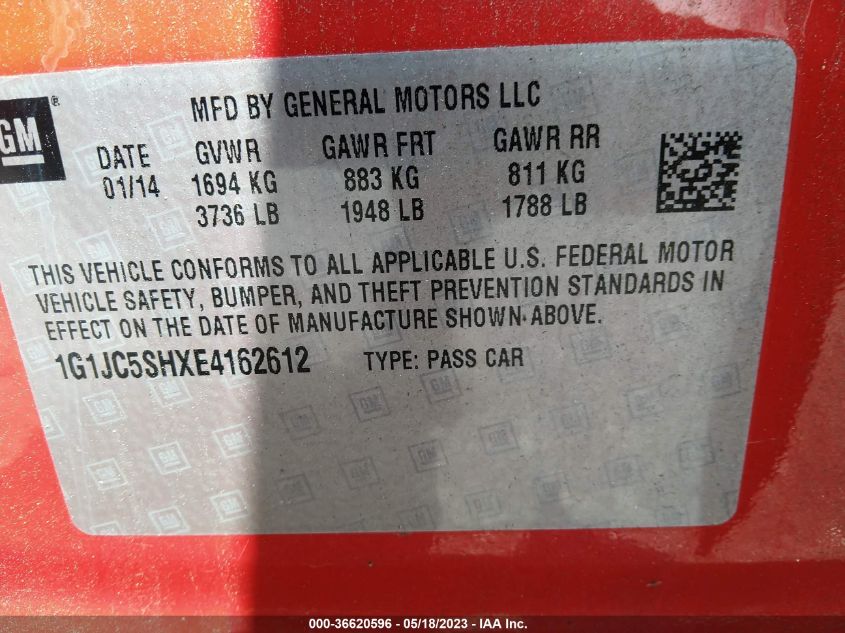 GM
®
MFD BY GENERAL MOTORS LLC
DATE GVWR GAWR FRT GAWR RR
01/14 1694 KG 883 KG 811 KG
3736 LB 1948 LB 1788 LB
THIS VEHICLE CONFORMS TO ALL APPLICABLE U.S. FEDERAL MOTOR
VEHICLE SAFETY, BUMPER, AND THEFT PREVENTION STANDARDS IN
EFFECT ON THE DATE OF MANUFACTURE SHOWN ABOVE.
1G1JC5SHXE4162612 TYPE: PASS CAR
000-36620596 - 05/18/2023 - IAA Inc.